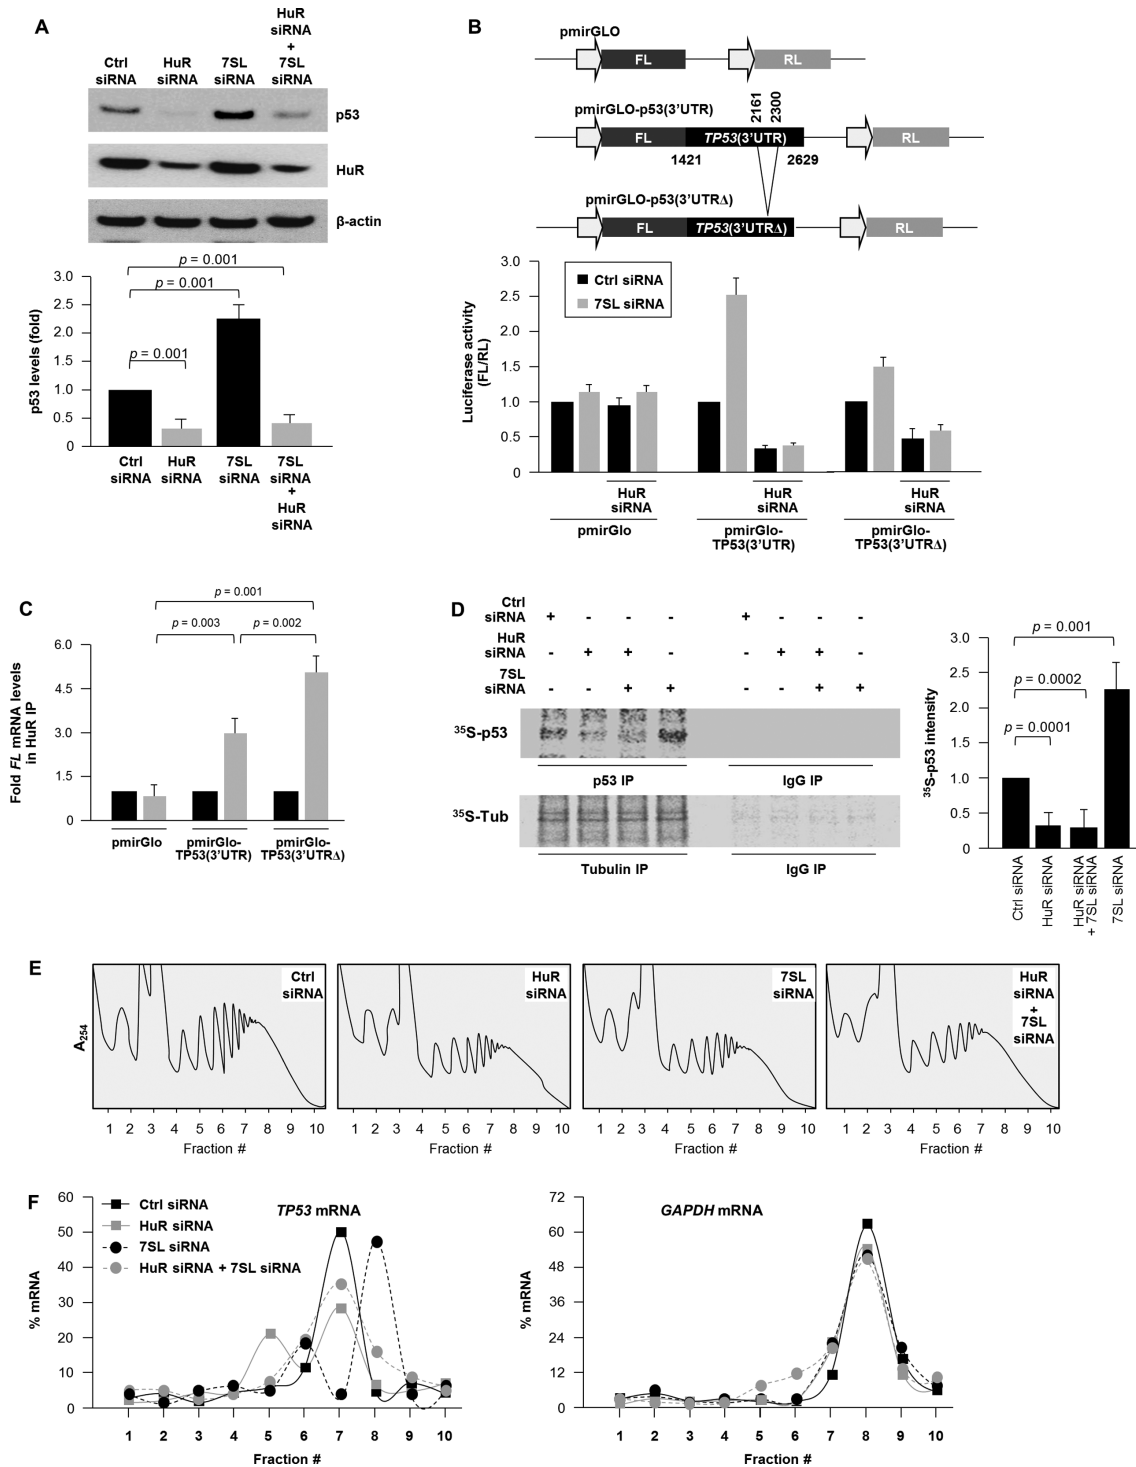 A
Ctrl
siRNA
HuR
siRNA
7SL
siRNA
HuR
siRNA
+
7SL
siRNA
p53
HuR
β-actin
p = 0.001
p = 0.001
p = 0.001
p53 levels (fold)
3.0
2.5
2.0
1.5
1.0
0.5
0
Ctrl
siRNA
HuR
siRNA
7SL
siRNA
7SL
siRNA
+
HuR
siRNA
B
pmirGLO
FL
RL
pmirGLO-p53(3'UTR)
2161
2300
FL
TP53(3'UTR)
RL
1421
2629
pmirGLO-p53(3'UTRΔ)
FL
TP53(3'UTRΔ)
RL
Ctrl siRNA
7SL siRNA
Luciferase activity
(FL/RL)
3.0
2.5
2.0
1.5
1.0
0.5
0
HuR
siRNA
HuR
siRNA
HuR
siRNA
pmirGlo
pmirGlo-
TP53(3'UTR)
pmirGlo-
TP53(3'UTRΔ)
C
p = 0.001
p = 0.003
p = 0.002
Fold FL mRNA levels
in HuR IP
6.0
4.5
3.0
1.5
0
pmirGlo
pmirGlo-
TP53(3'UTR)
pmirGlo-
TP53(3'UTRΔ)
D
Ctrl
siRNA + - - - + - - -
HuR
siRNA - + + - - + + -
7SL
siRNA - - + + - - + +
35S-p53
p53 IP
IgG IP
35S-Tub
Tubulin IP
IgG IP
p = 0.001
p = 0.0002
p = 0.0001
35S-p53 intensity
3.0
2.5
2.0
1.5
1.0
0.5
0
Ctrl siRNA
HuR siRNA
HuR siRNA
+ 7SL siRNA
7SL siRNA
E
A254
Ctrl
siRNA
HuR
siRNA
7SL
siRNA
HuR
siRNA
+
7SL
siRNA
1 2 3 4 5 6 7 8 9 10
Fraction #
1 2 3 4 5 6 7 8 9 10
Fraction #
1 2 3 4 5 6 7 8 9 10
Fraction #
1 2 3 4 5 6 7 8 9 10
Fraction #
F
Ctrl siRNA
HuR siRNA
7SL siRNA
HuR siRNA + 7SL siRNA
TP53 mRNA
% mRNA
60
50
40
30
20
10
0
1 2 3 4 5 6 7 8 9 10
Fraction #
GAPDH mRNA
% mRNA
72
60
48
36
24
12
0
1 2 3 4 5 6 7 8 9 10
Fraction #